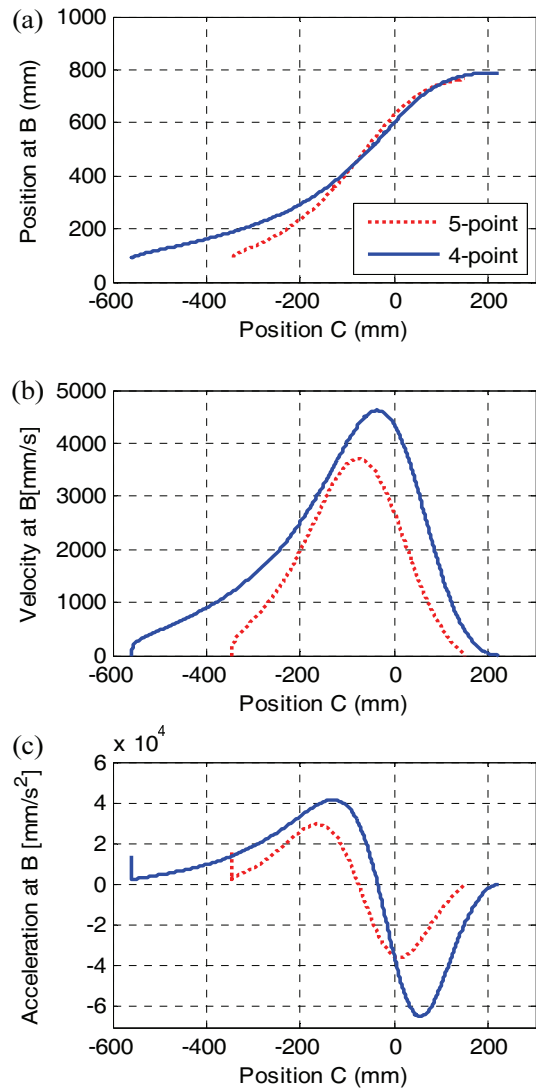 (a)
1000
800
600
400
200
0
Position at B (mm)
5-point
4-point
-600
-400
-200
0
200
Position C (mm)
(b)
5000
4000
3000
2000
1000
0
Velocity at B[mm/s]
-600
-400
-200
0
200
Position C (mm)
(c)
x 10^4
6
4
2
0
-2
-4
-6
Acceleration at B [mm/s²]
-600
-400
-200
0
200
Position C (mm)